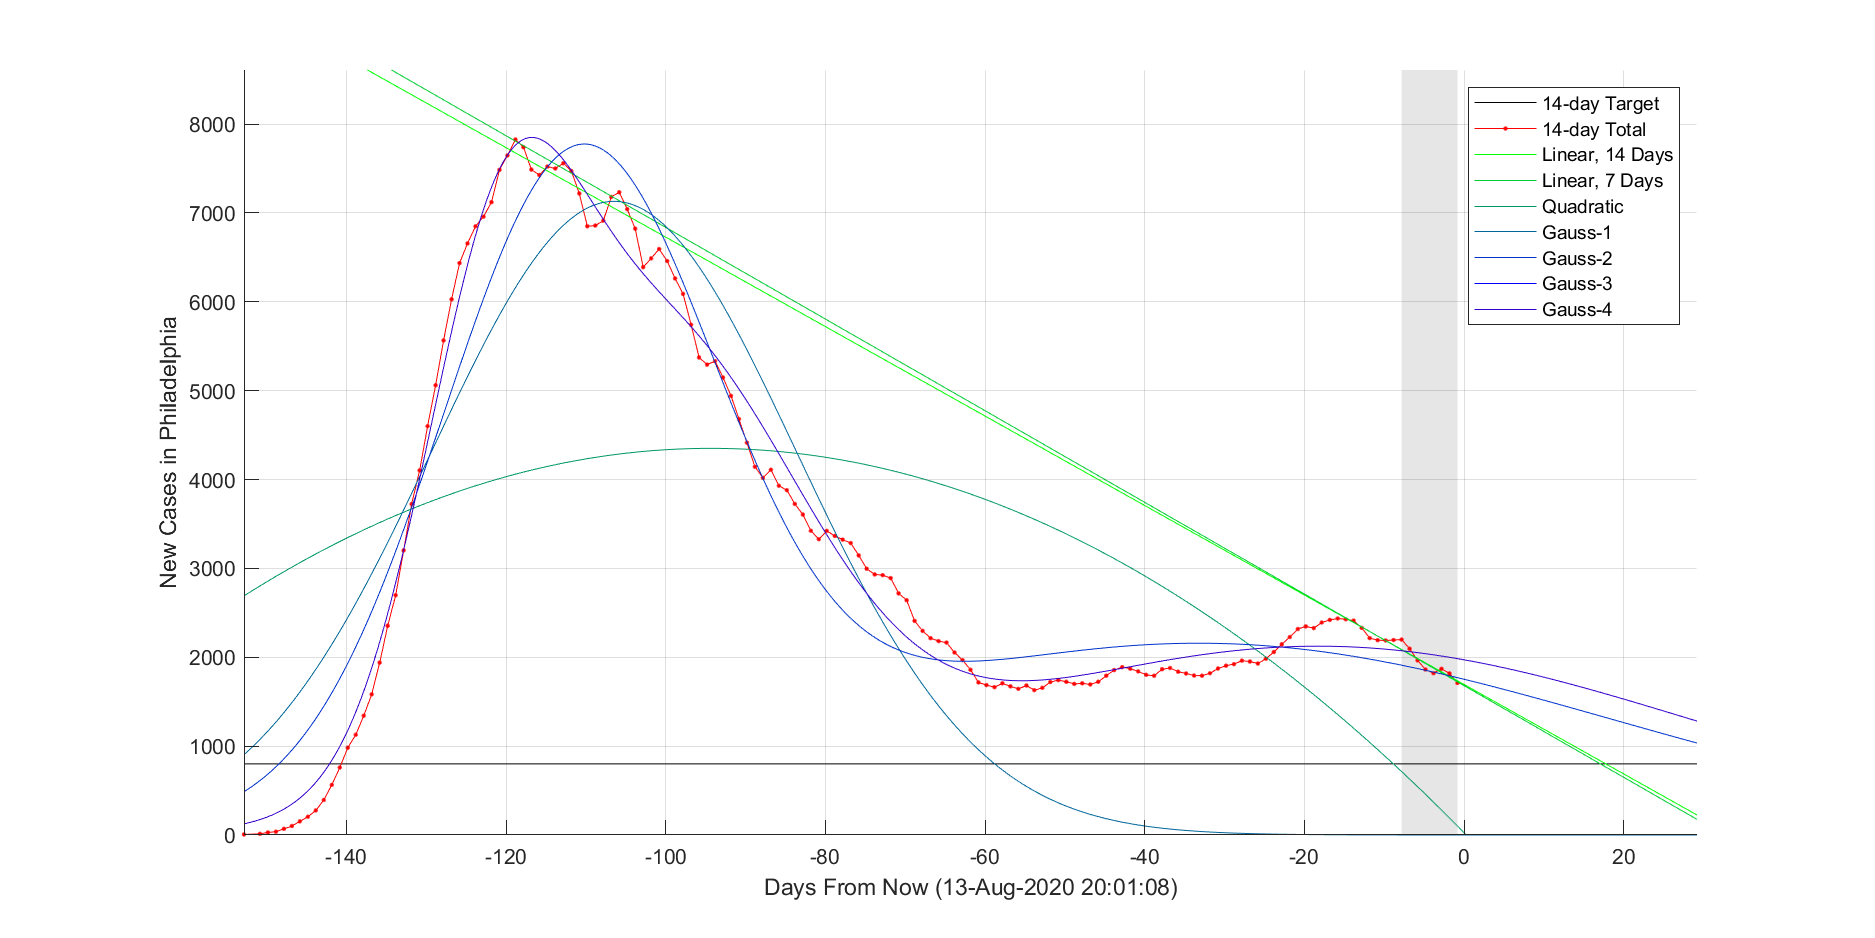 8000
7000
6000
5000
4000
3000
2000
1000
0
New Cases in Philadelphia
-140 -120 -100 -80 -60 -40 -20 0 20
Days From Now (13-Aug-2020 20:01:08)
14-day Target
14-day Total
Linear, 14 Days
Linear, 7 Days
Quadratic
Gauss-1
Gauss-2
Gauss-3
Gauss-4